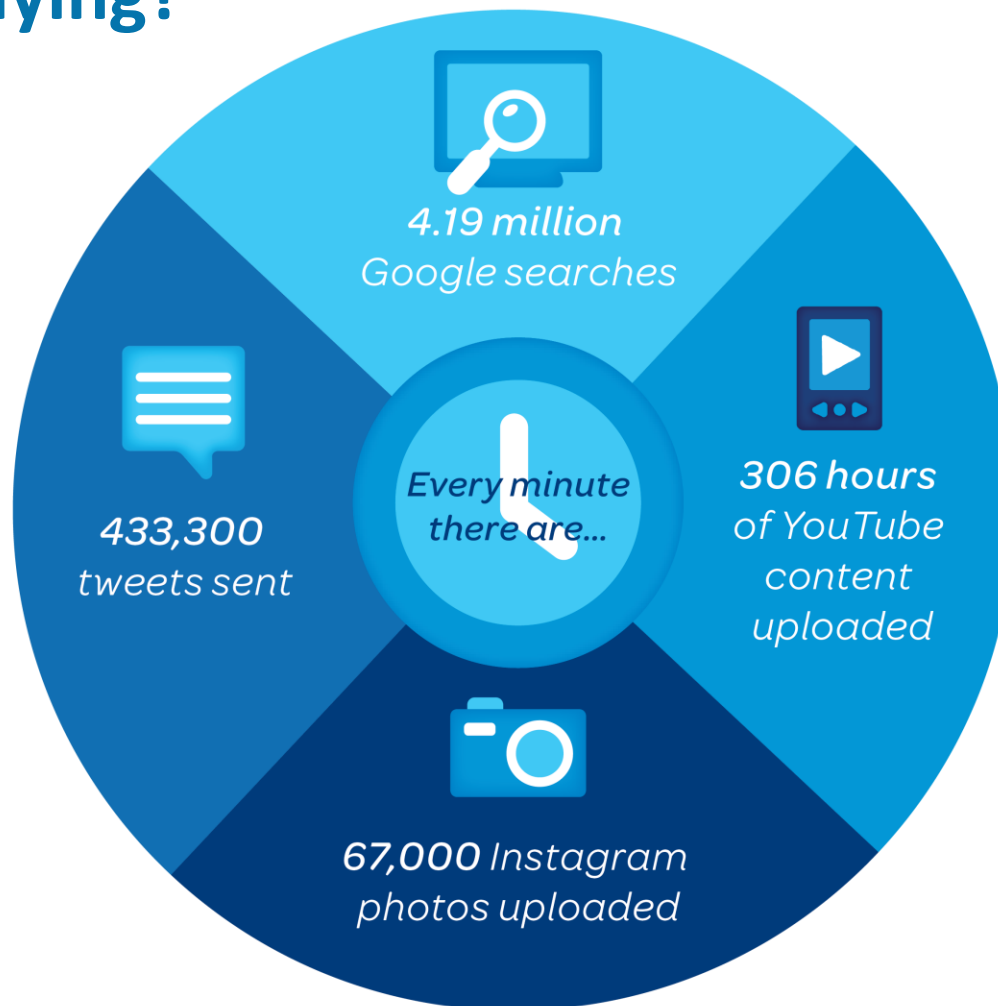 4.19 million
Google searches
306 hours
of YouTube
content
uploaded
67,000 Instagram
photos uploaded
433,300
tweets sent
Every minute
there are...